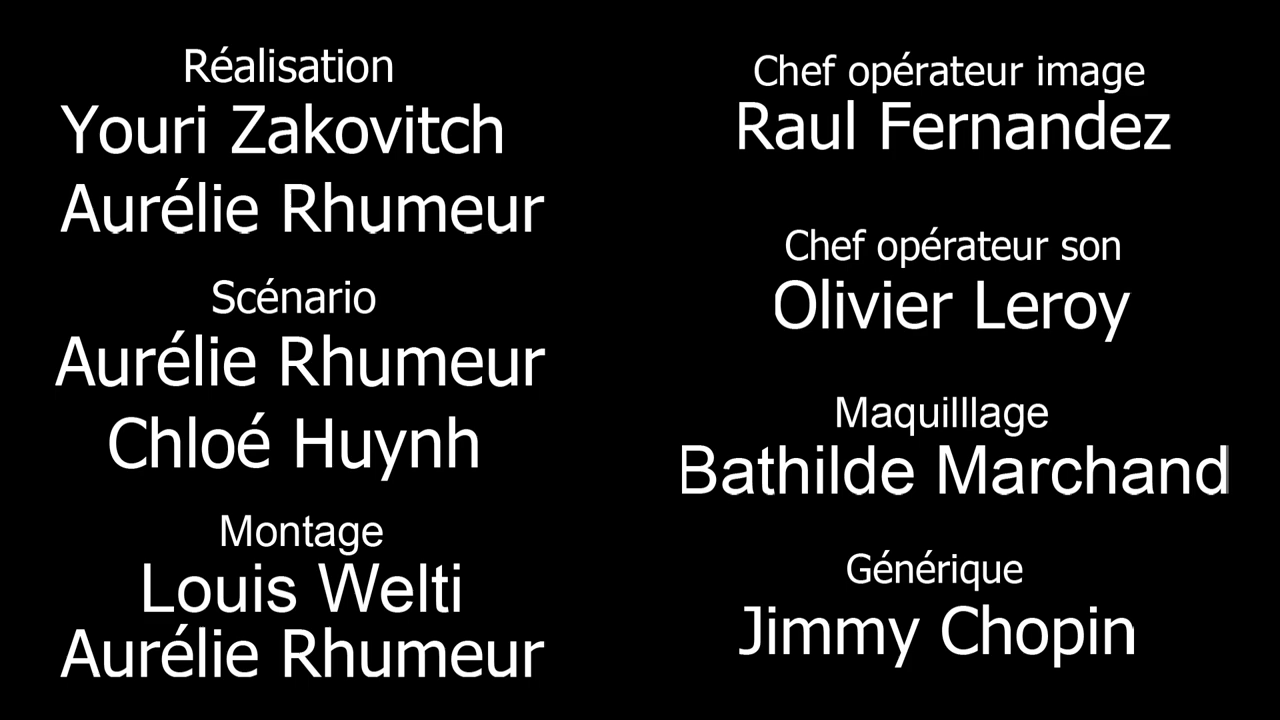 Réalisation
Youri Zakovitch
Aurélie Rhumeur
Scénario
Aurélie Rhumeur
Chloé Huynh
Montage
Louis Welti
Aurélie Rhumeur
Chef opérateur image
Raul Fernandez
Chef opérateur son
Olivier Leroy
Maquilllage
Bathilde Marchand
Générique
Jimmy Chopin